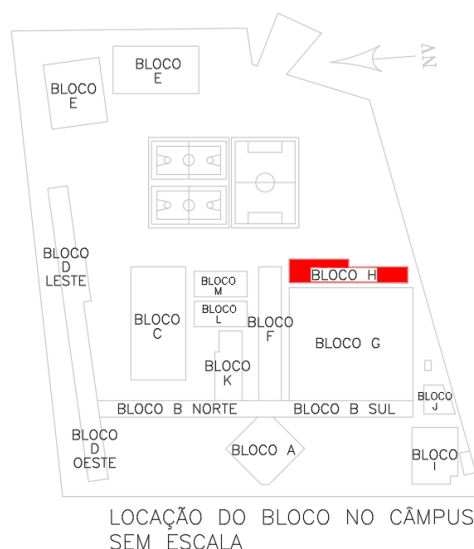 BLOCO
E
BLOCO
E
NV
BLOCO
D
LESTE
BLOCO H
BLOCO
M
BLOCO
L
BLOCO
C
BLOCO
F
BLOCO G
BLOCO
K
BLOCO
J
BLOCO B NORTE
BLOCO B SUL
BLOCO
D
OESTE
BLOCO A
BLOCO
I
LOCAÇÃO DO BLOCO NO CÂMPUS
SEM ESCALA